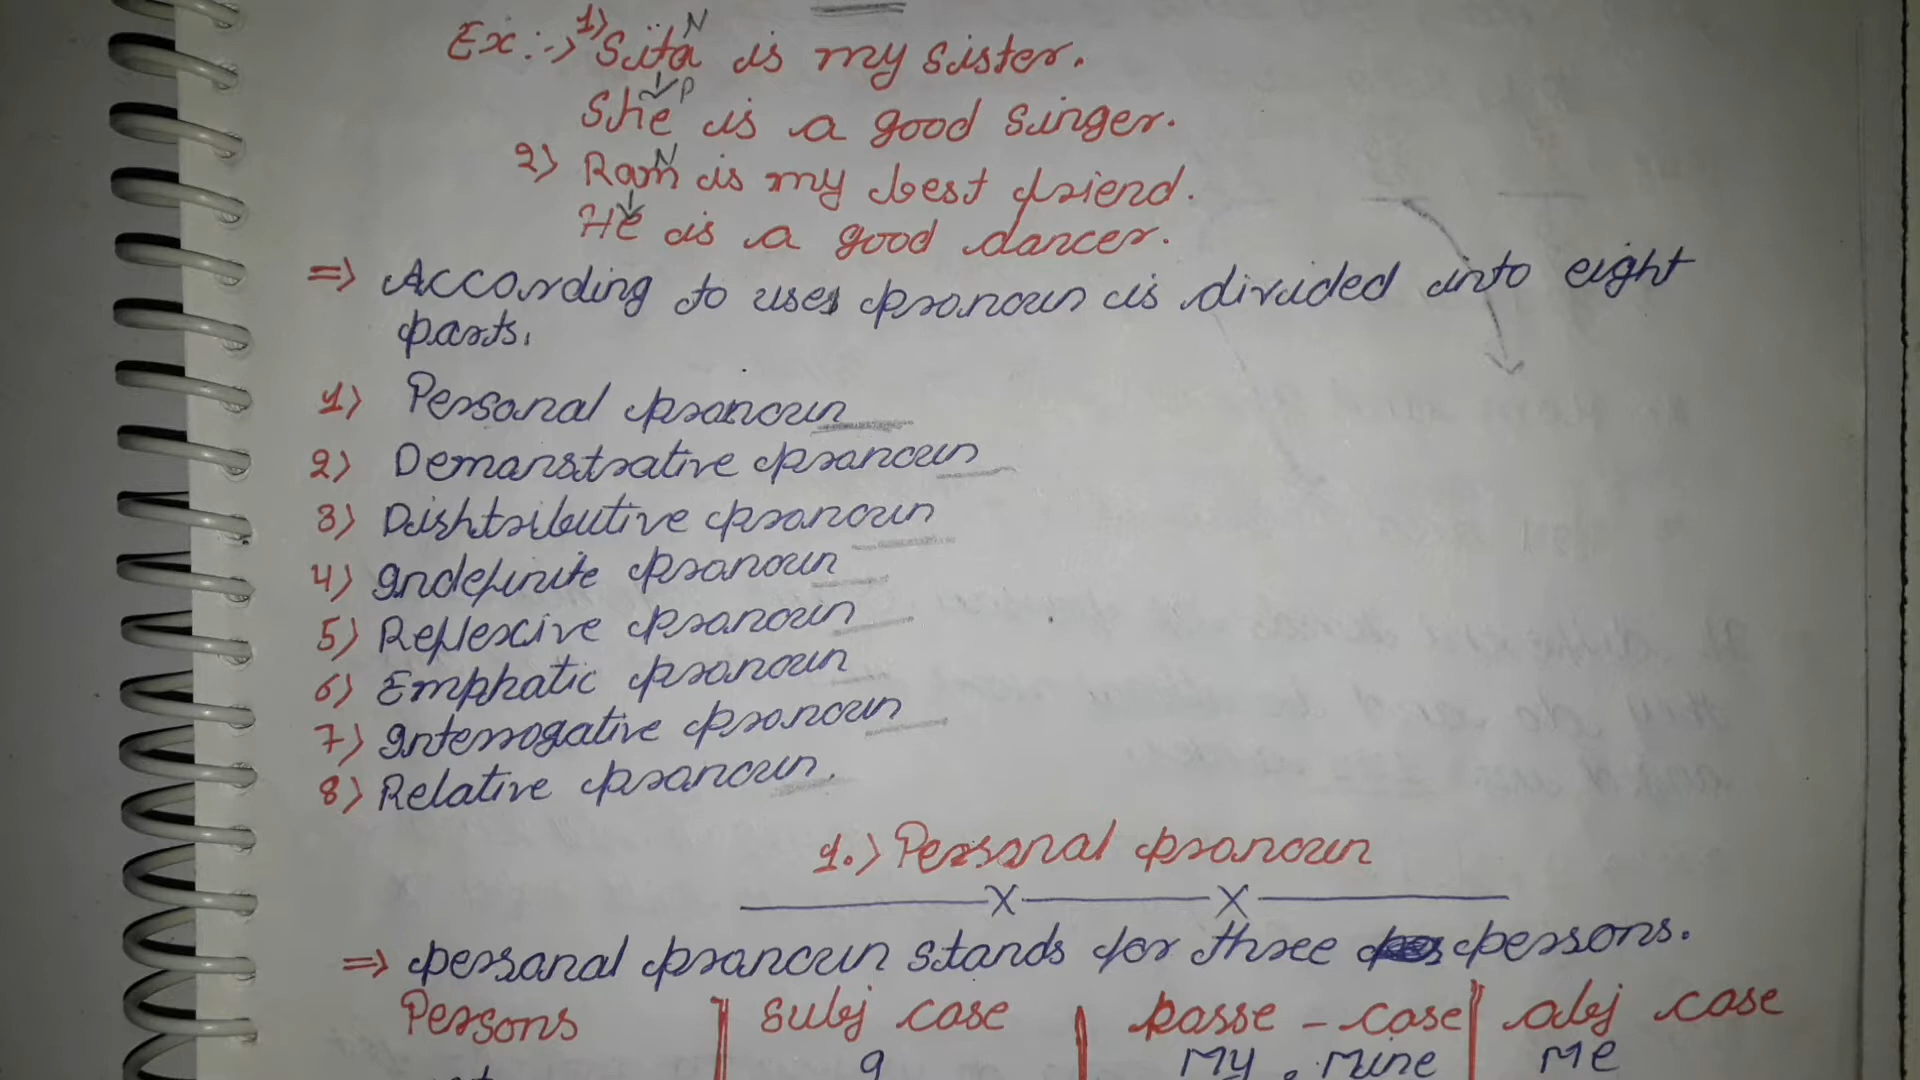 Ex:-> 1) Sita N is my sister.
She P is a good singer.
2) Ram N is my best friend.
He is a good dancer.
=> According to uses pronoun is divided into eight
parts.
1) Personal pronoun
2) Demanstrative pronoun
3) Dishtributive pronoun
4) Indefinite pronoun
5) Reflexive pronoun
6) Emphatic pronoun
7) Interrogative pronoun
8) Relative pronoun.
1.) Personal pronoun
x x
=> personal pronoun stands for three persons.
Persons | subj case | passe - case | obj case
I My, Mine Me